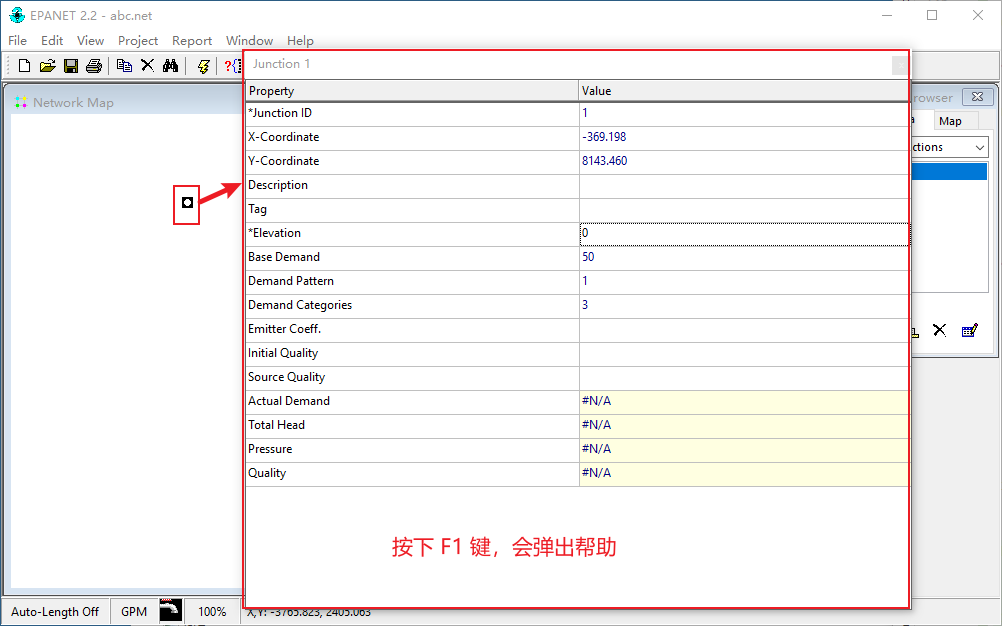 EPANET 2.2 - abc.net
File Edit View Project Report Window Help
Junction 1
Network Map
rowser
Map
ctions
Property Value
*Junction ID 1
X-Coordinate -369.198
Y-Coordinate 8143.460
Description
Tag
*Elevation 0
Base Demand 50
Demand Pattern 1
Demand Categories 3
Emitter Coeff.
Initial Quality
Source Quality
Actual Demand #N/A
Total Head #N/A
Pressure #N/A
Quality #N/A
按下 F1 键，会弹出帮助
Auto-Length Off GPM 100% X,Y: -3765.823, 2405.063